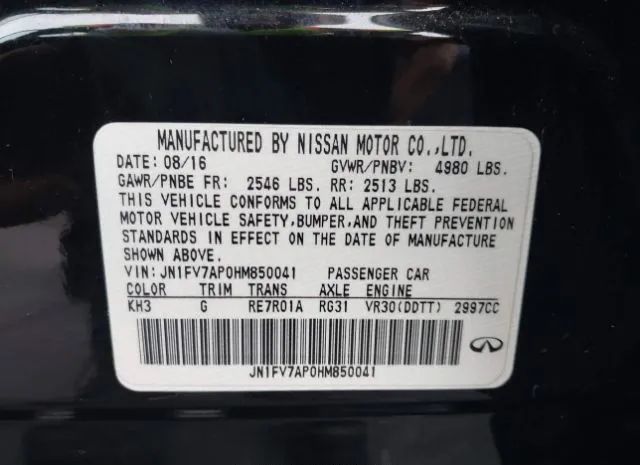 MANUFACTURED BY NISSAN MOTOR CO.,LTD.
DATE: 08/16 GVWR/PNBV: 4980 LBS.
GAWR/PNBE FR: 2546 LBS. RR: 2513 LBS.
THIS VEHICLE CONFORMS TO ALL APPLICABLE FEDERAL
MOTOR VEHICLE SAFETY,BUMPER,AND THEFT PREVENTION
STANDARDS IN EFFECT ON THE DATE OF MANUFACTURE
SHOWN ABOVE.
VIN: JN1FV7AP0HM850041 PASSENGER CAR
COLOR TRIM TRANS AXLE ENGINE
KH3 G RE7R01A RG31 VR30(DDTT) 2997CC
JN1FV7AP0HM850041